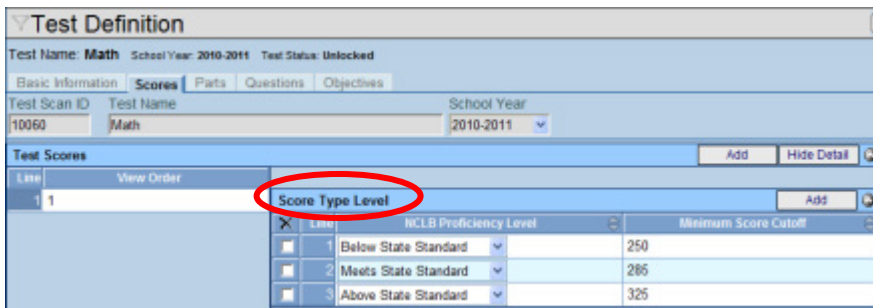 Test Definition
Test Name: Math School Year: 2010-2011 Test Status: Unlocked
Basic Information Scores Parts Questions Objectives
Test Scan ID Test Name School Year
10060 Math 2010-2011
Test Scores Add Hide Detail
Line View Order
1 1
Score Type Level Add
X Line NCLB Proficiency Level Minimum Score Cutoff
1 Below State Standard 250
2 Meets State Standard 285
3 Above State Standard 325